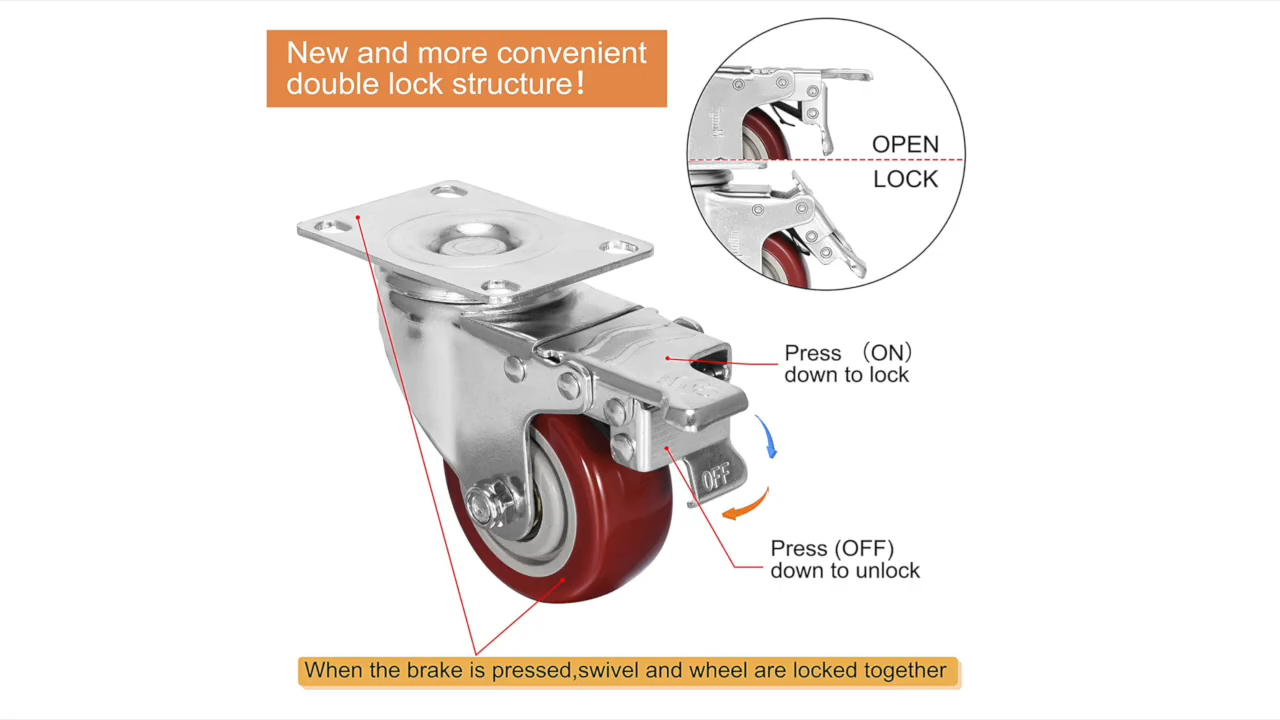 New and more convenient
double lock structure!
OPEN
LOCK
Press （ON）
down to lock
OFF
Press (OFF)
down to unlock
When the brake is pressed,swivel and wheel are locked together